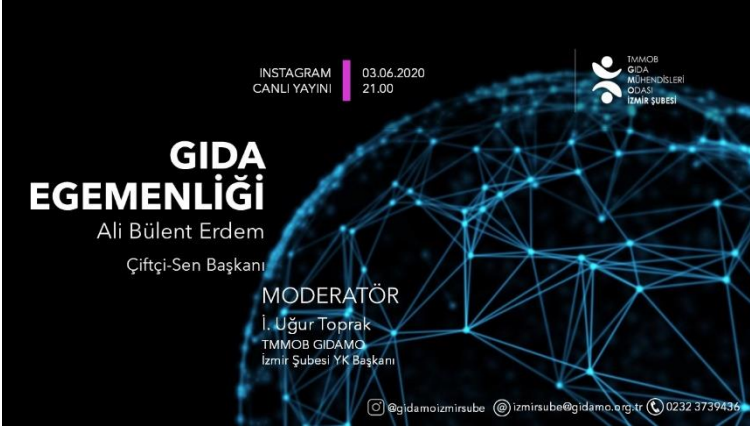 INSTAGRAM
CANLI YAYINI
03.06.2020
21.00
TMMOB
GIDA
MÜHENDİSLERİ
ODASI
İZMİR ŞUBESİ
GIDA
EGEMENLİĞİ
Ali Bülent Erdem
Çiftçi-Sen Başkanı
MODERATÖR
İ. Uğur Toprak
TMMOB GIDAMO
İzmir Şubesi YK Başkanı
@gidamoizmirsube @ izmirsube@gidamo.org.tr 0232 3739436